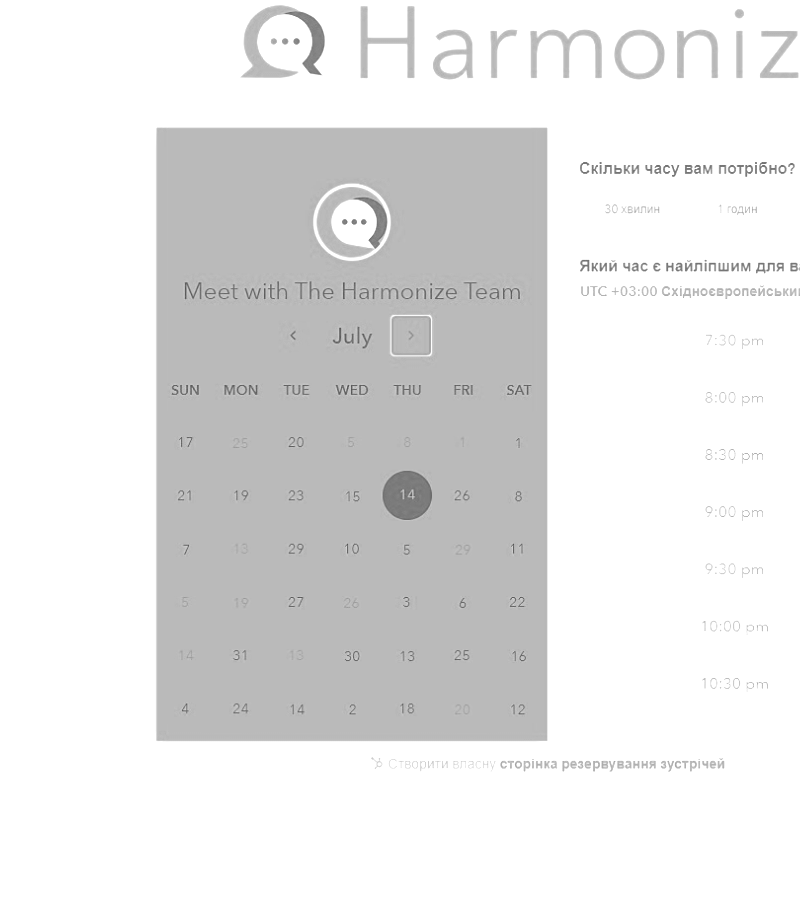 Harmoniz
Meet with The Harmonize Team
July
SUN MON TUE WED THU FRI SAT
17 25 20 5 8 1 1
21 19 23 15 14 26 8
7 13 29 10 5 29 11
5 19 27 26 3 6 22
14 31 13 30 13 25 16
4 24 14 2 18 20 12
Скільки часу вам потрібно?
30 хвилин 1 годин
Який час є найліпшим для ва
UTC +03:00 Східноєвропейськи
7:30 pm
8:00 pm
8:30 pm
9:00 pm
9:30 pm
10:00 pm
10:30 pm
Створити власну сторінка резервування зустрічей